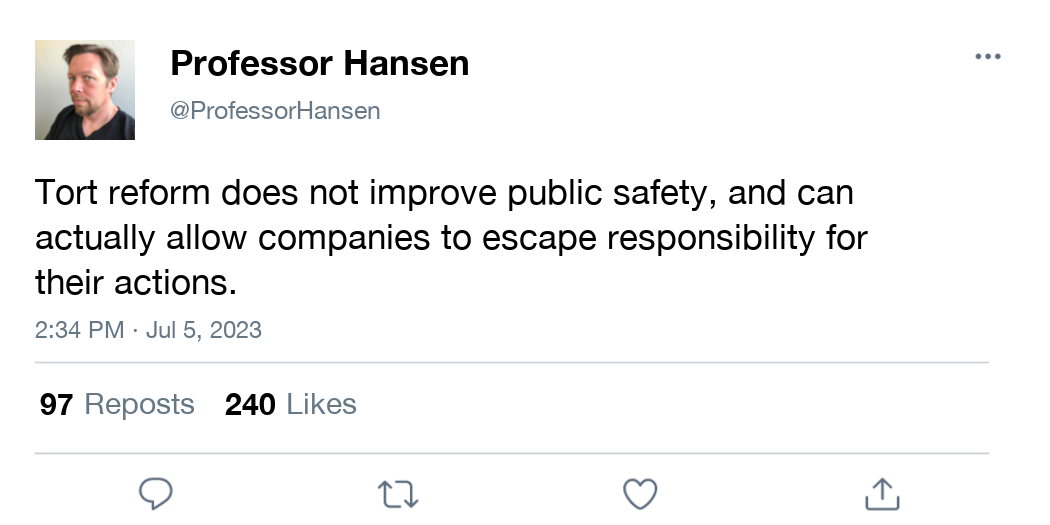 Professor Hansen
@ProfessorHansen
Tort reform does not improve public safety, and can
actually allow companies to escape responsibility for
their actions.
2:34 PM · Jul 5, 2023
97 Reposts 240 Likes